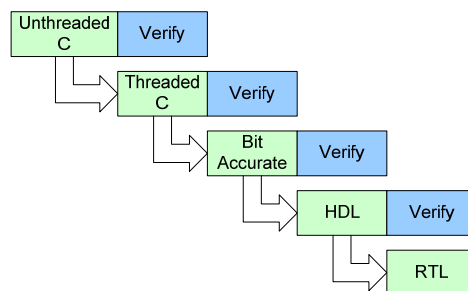 Unthreaded
C
Verify
Threaded
C
Verify
Bit
Accurate
Verify
HDL
Verify
RTL